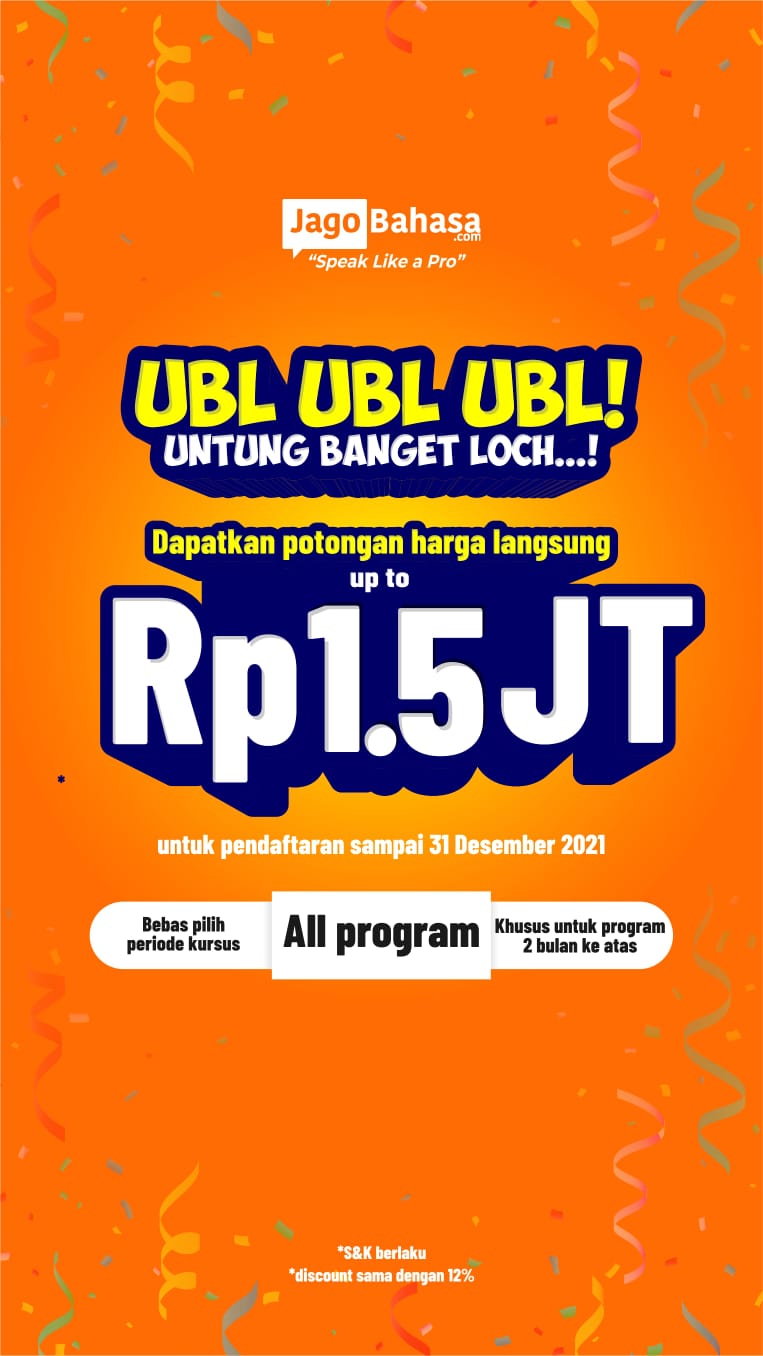 JagoBahasa
.com
“Speak Like a Pro”
UBL UBL UBL!
UNTUNG BANGET LOCH...!
Dapatkan potongan harga langsung
up to
Rp1.5JT
*
untuk pendaftaran sampai 31 Desember 2021
Bebas pilih
periode kursus
All program
Khusus untuk program
2 bulan ke atas
*S&K berlaku
*discount sama dengan 12%